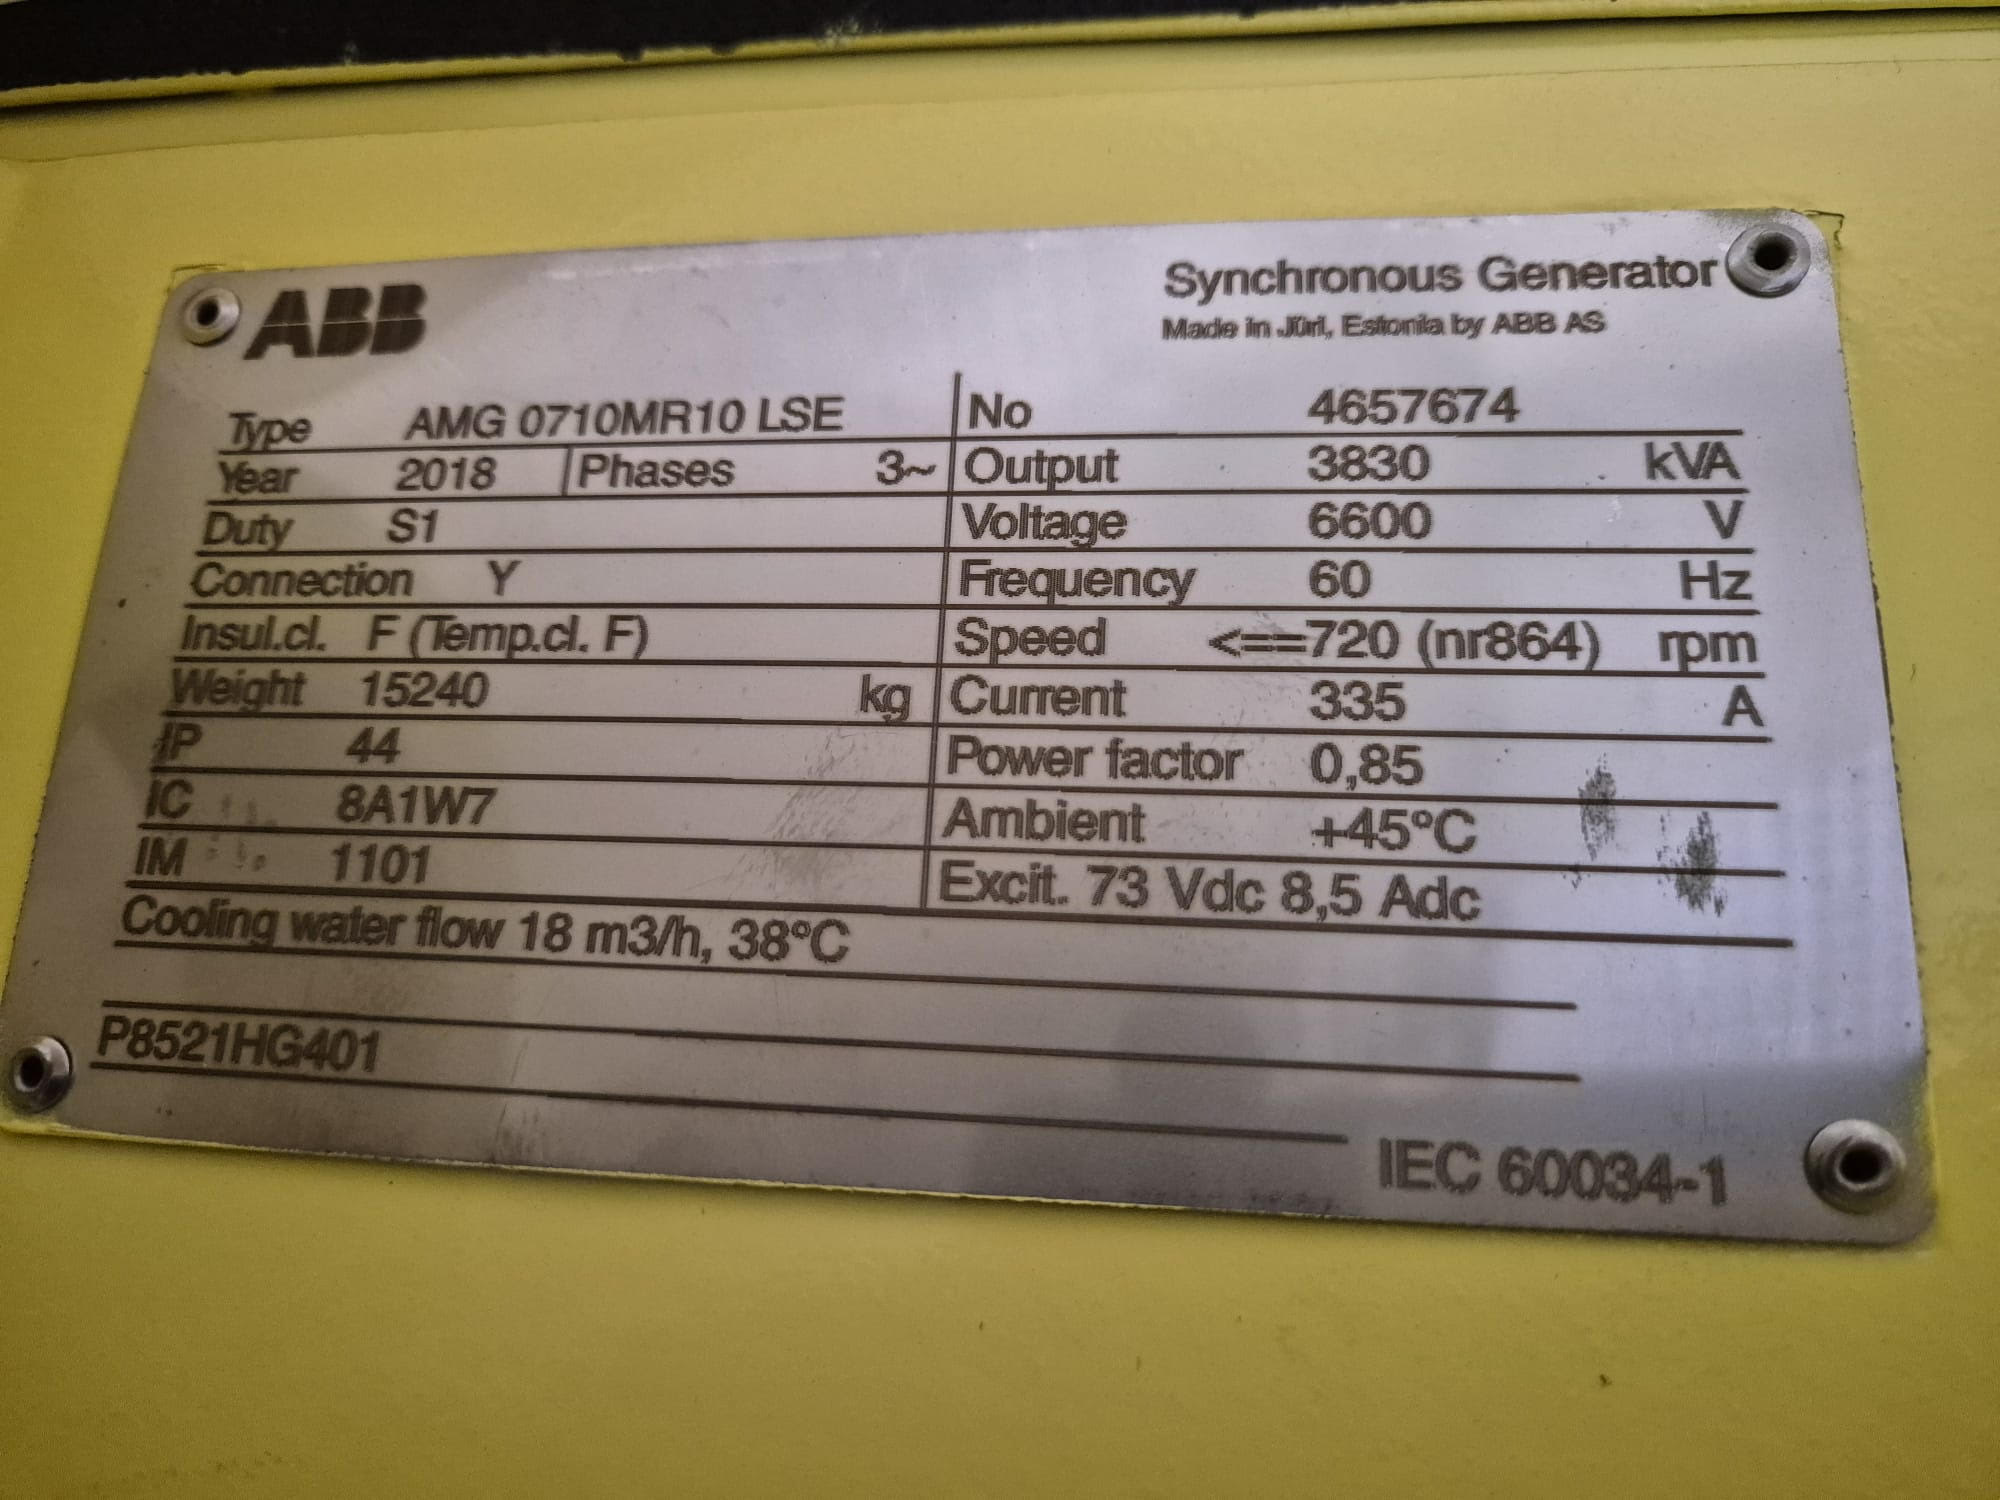 ABB
Synchronous Generator
Made in Jüri, Estonia by ABB AS
Type AMG 0710MR10 LSE
Year 2018 Phases 3~
Duty S1
Connection Y
Insul.cl. F (Temp.cl. F)
Weight 15240 kg
IP 44
IC 8A1W7
IM 1101
No 4657674
Output 3830 kVA
Voltage 6600 V
Frequency 60 Hz
Speed <==720 (nr864) rpm
Current 335 A
Power factor 0,85
Ambient +45°C
Excit. 73 Vdc 8,5 Adc
Cooling water flow 18 m3/h, 38°C
P8521HG401
IEC 60034-1